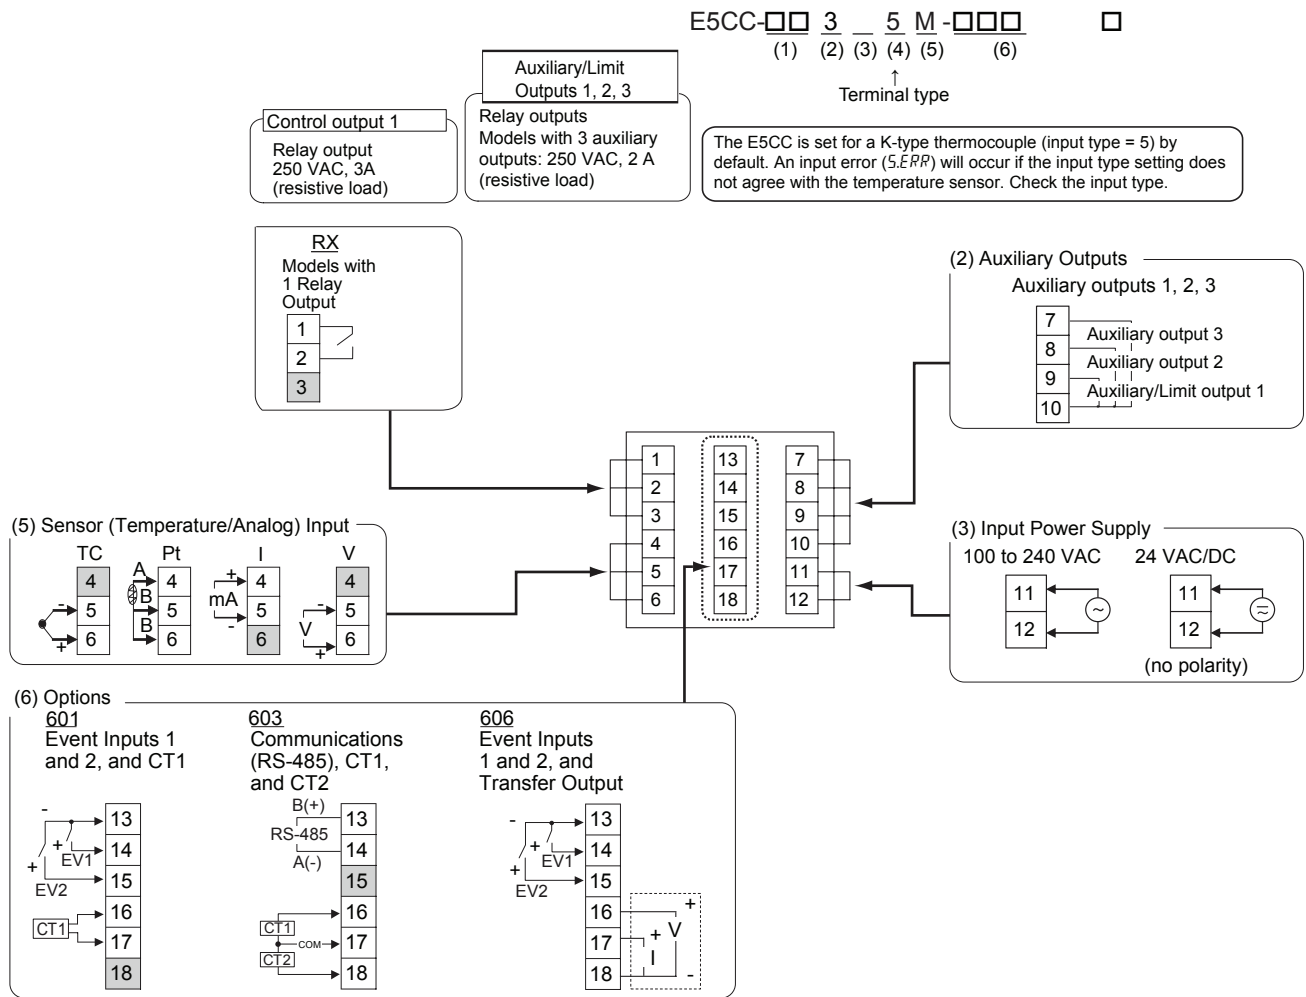 E5CC-□□ 3 _ 5 M -□□□ □
(1) (2) (3) (4) (5) (6)
↑
Terminal type
Auxiliary/Limit
Outputs 1, 2, 3
Relay outputs
Models with 3 auxiliary
outputs: 250 VAC, 2 A
(resistive load)
Control output 1
Relay output
250 VAC, 3A
(resistive load)
The E5CC is set for a K-type thermocouple (input type = 5) by
default. An input error (S.ERR) will occur if the input type setting does
not agree with the temperature sensor. Check the input type.
RX
Models with
1 Relay
Output
1
2
3
(2) Auxiliary Outputs
Auxiliary outputs 1, 2, 3
7
Auxiliary output 3
8
Auxiliary output 2
9
Auxiliary/Limit output 1
10
1 13 7
2 14 8
3 15 9
4 16 10
5 17 11
6 18 12
(5) Sensor (Temperature/Analog) Input
TC Pt I V
4 A 4 + 4 4
- 5 B 5 mA 5 - 5
+ 6 B 6 - 6 V + 6
(3) Input Power Supply
100 to 240 VAC 24 VAC/DC
11 11
12 12
(no polarity)
(6) Options
601
Event Inputs 1
and 2, and CT1
- 13
+ EV1 14
+ EV2 15
16
CT1 17
18
603
Communications
(RS-485), CT1,
and CT2
B(+) 13
RS-485
A(-) 14
15
CT1 16
COM 17
CT2 18
606
Event Inputs
1 and 2, and
Transfer Output
- 13
+ EV1 14
+ EV2 15
16 +
17 + V
I
18 -